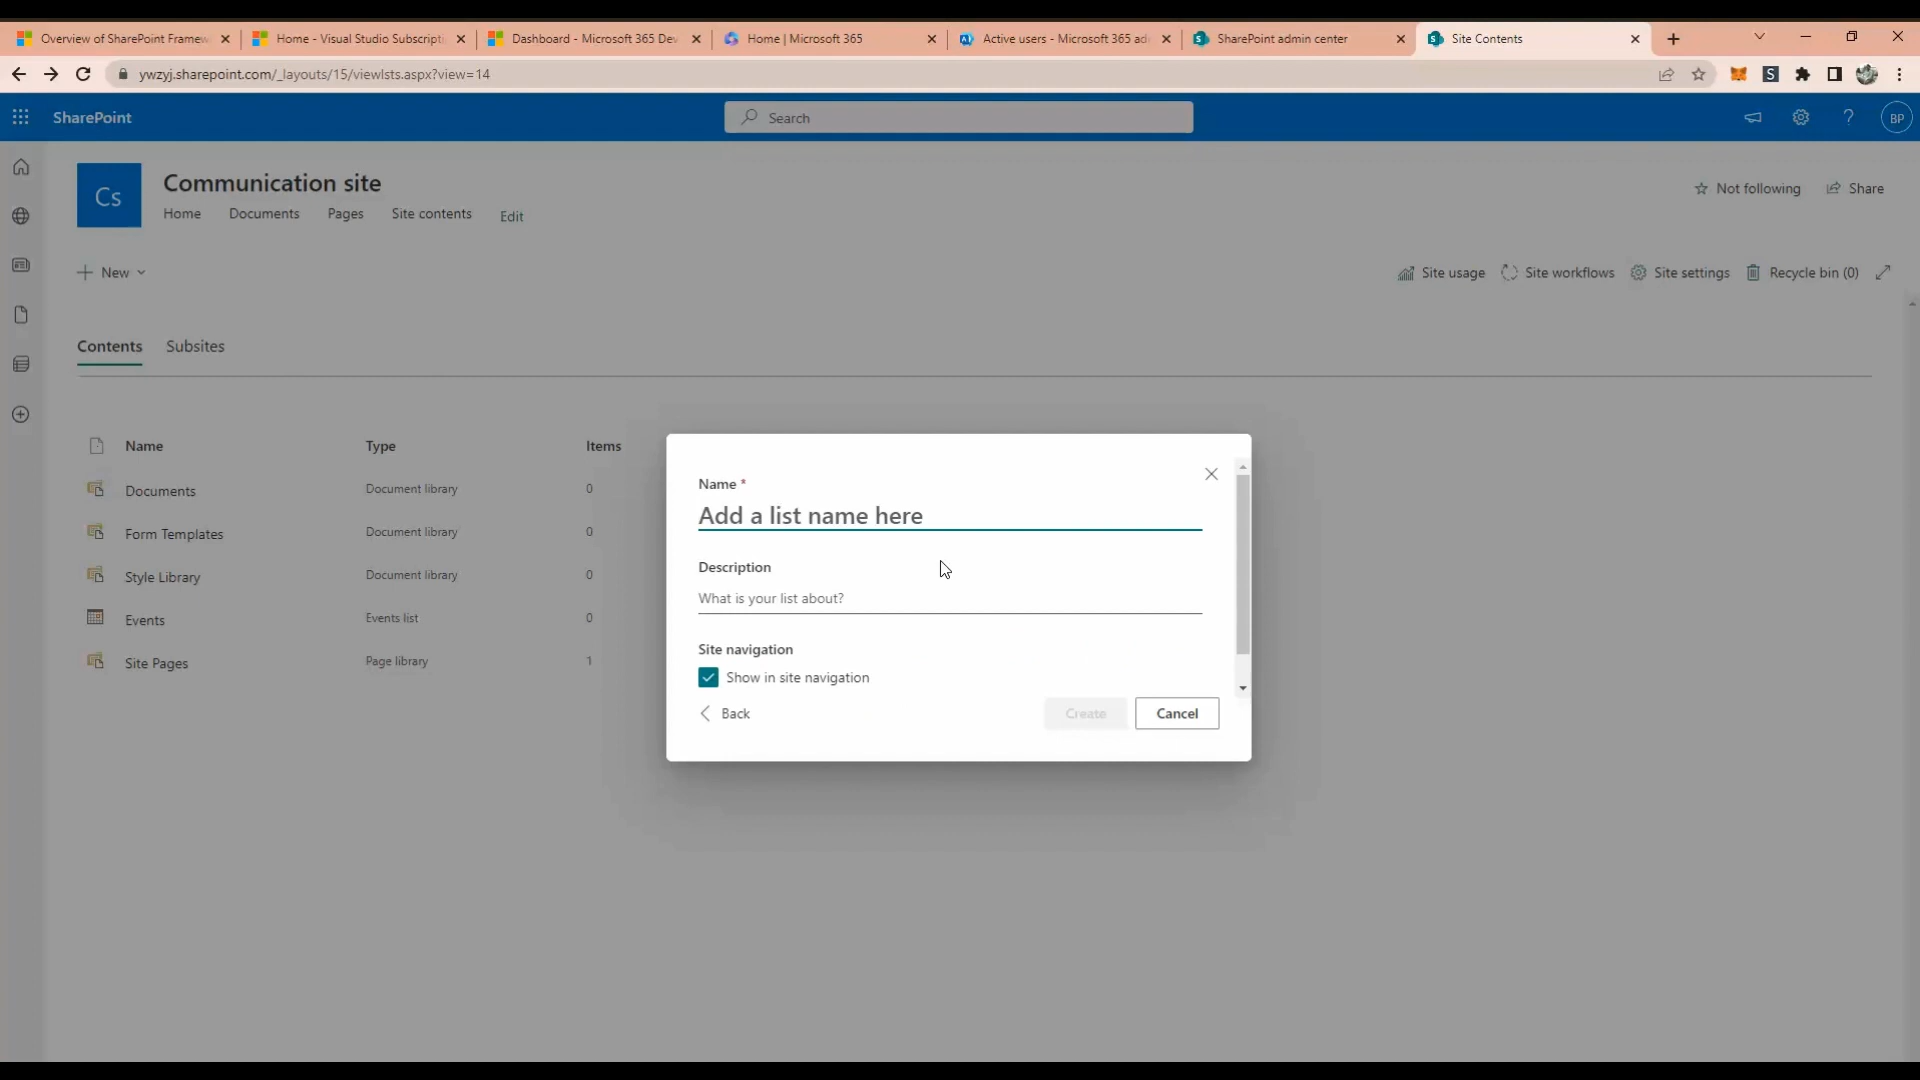 Overview of SharePoint Framew
Home - Visual Studio Subscripti
Dashboard - Microsoft 365 Dev
Home | Microsoft 365
Active users - Microsoft 365 ad
SharePoint admin center
Site Contents
ywzyj.sharepoint.com/_layouts/15/viewlsts.aspx?view=14
S
SharePoint
Search
?
BP
Cs
Communication site
Not following
Share
Home
Documents
Pages
Site contents
Edit
New
Site usage
Site workflows
Site settings
Recycle bin (0)
Contents
Subsites
Name
Type
Items
Documents
Document library
0
Form Templates
Document library
0
Style Library
Document library
0
Events
Events list
0
Site Pages
Page library
1
Name *
Add a list name here
Description
What is your list about?
Site navigation
Show in site navigation
Back
Create
Cancel